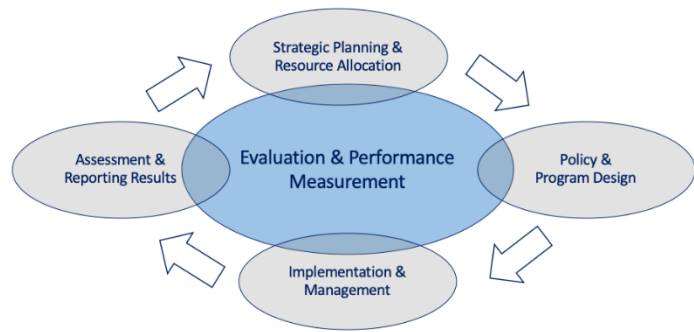 Strategic Planning &
Resource Allocation
Assessment &
Reporting Results
Evaluation & Performance
Measurement
Policy &
Program Design
Implementation &
Management